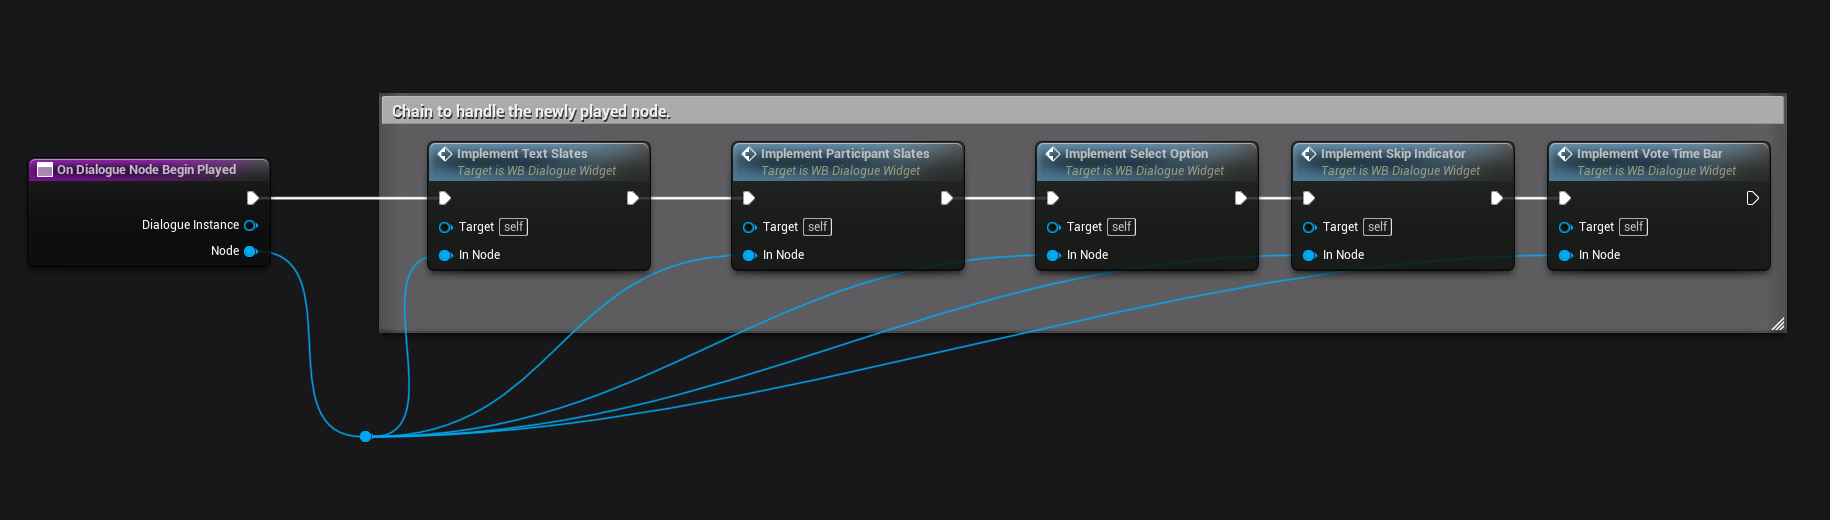 Chain to handle the newly played node.
On Dialogue Node Begin Played
Dialogue Instance
Node
Implement Text Slates
Target is WB Dialogue Widget
Target self
In Node
Implement Participant Slates
Target is WB Dialogue Widget
Target self
In Node
Implement Select Option
Target is WB Dialogue Widget
Target self
In Node
Implement Skip Indicator
Target is WB Dialogue Widget
Target self
In Node
Implement Vote Time Bar
Target is WB Dialogue Widget
Target self
In Node